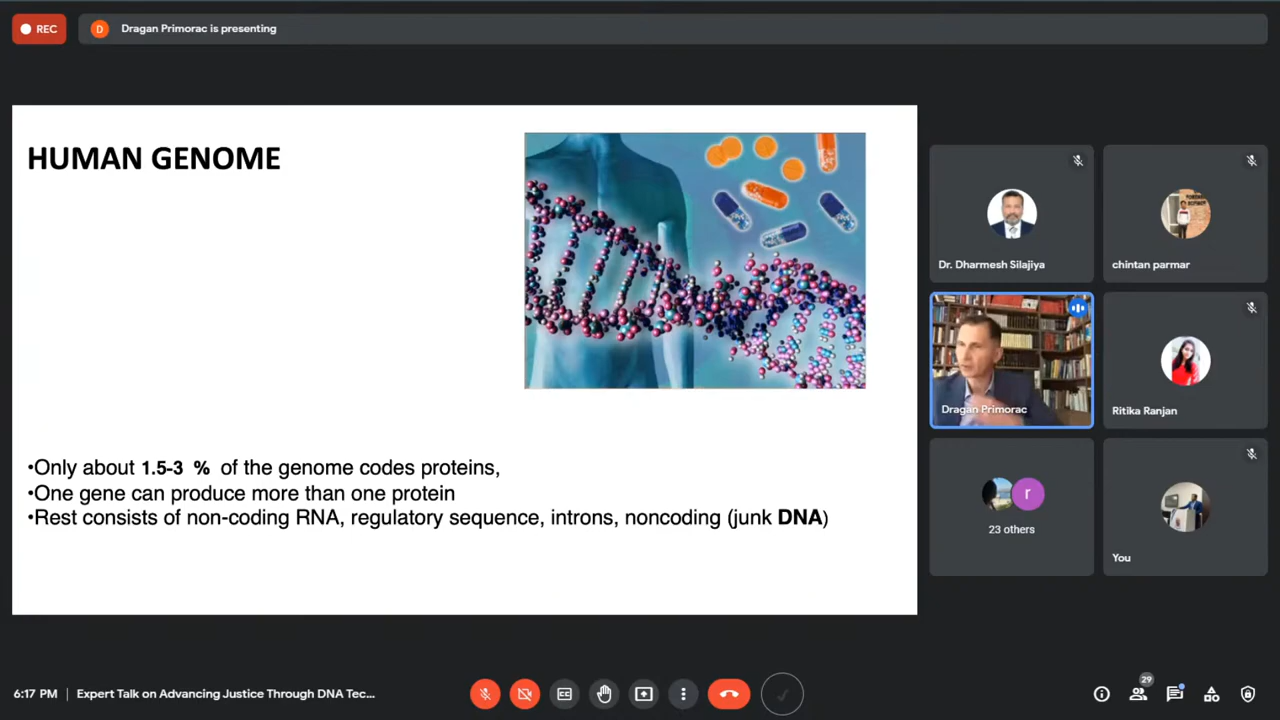 REC
D
Dragan Primorac is presenting
HUMAN GENOME
•Only about 1.5-3 % of the genome codes proteins,
•One gene can produce more than one protein
•Rest consists of non-coding RNA, regulatory sequence, introns, noncoding (junk DNA)
Dr. Dharmesh Silajiya
chintan parmar
Dragan Primorac
Ritika Ranjan
r
23 others
You
6:17 PM | Expert Talk on Advancing Justice Through DNA Tec...
CC
29